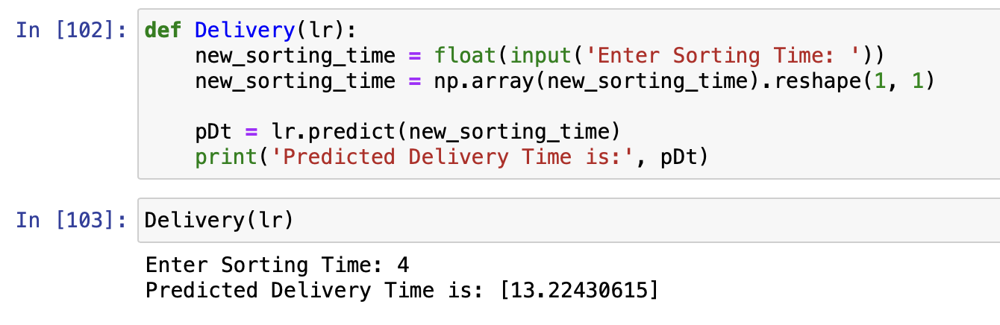 In [102]: def Delivery(lr):
    new_sorting_time = float(input('Enter Sorting Time: '))
    new_sorting_time = np.array(new_sorting_time).reshape(1, 1)

    pDt = lr.predict(new_sorting_time)
    print('Predicted Delivery Time is:', pDt)
In [103]: Delivery(lr)
Enter Sorting Time: 4
Predicted Delivery Time is: [13.22430615]